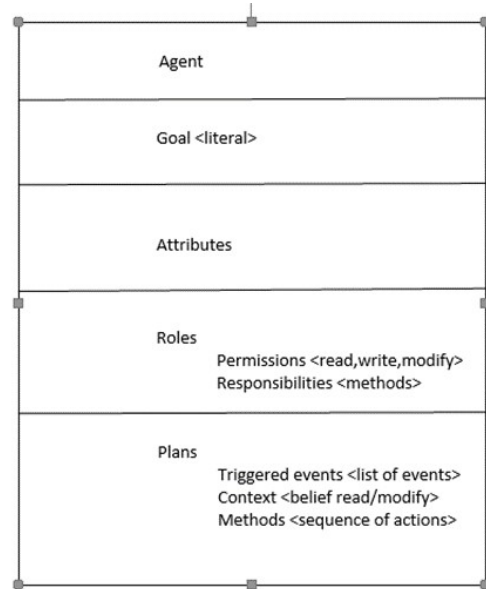 Agent
Goal <literal>
Attributes
Roles
Permissions <read,write,modify>
Responsibilities <methods>
Plans
Triggered events <list of events>
Context <belief read/modify>
Methods <sequence of actions>